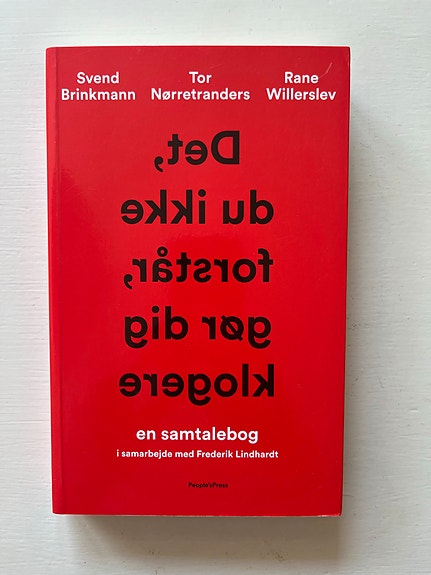 Svend Brinkmann
Tor Nørretranders
Rane Willerslev
Det,
du ikke
forstår,
gør dig
klogere
en samtalebog
i samarbejde med Frederik Lindhardt
People'sPress